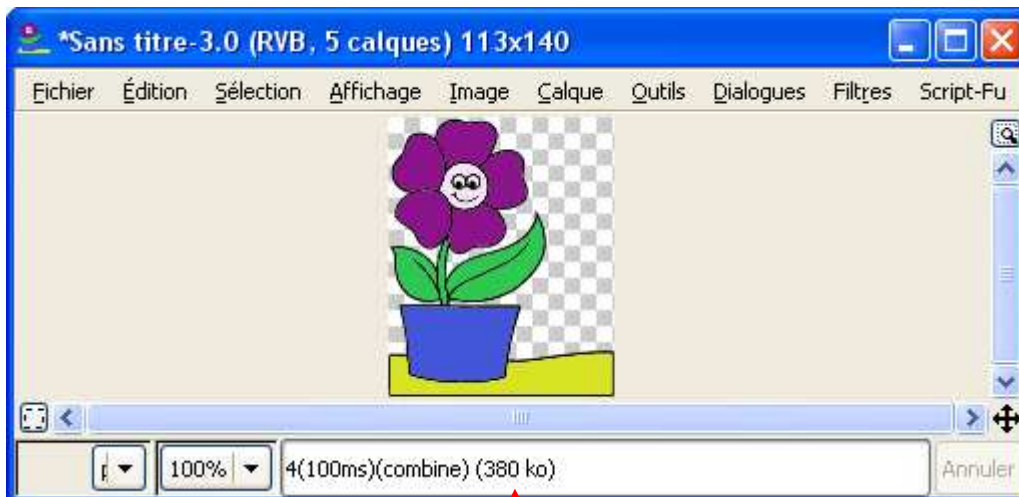 *Sans titre-3.0 (RVB, 5 calques) 113x140
Fichier Édition Sélection Affichage Image Calque Outils Dialogues Filtres Script-Fu
100% 4(100ms)(combine) (380 ko) Annuler